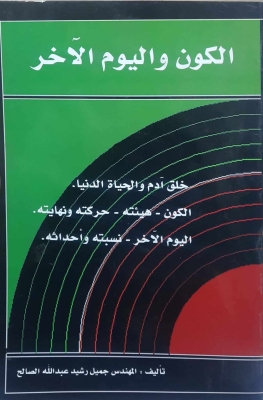 الكون واليوم الآخر
خلق آدم والحياة الدنيا.
الكون - هيئته - حركته ونهايته.
اليوم الآخر - نسبته وأحداثه.
تأليف : المهندس جميل رشيد عبدالله الصالح